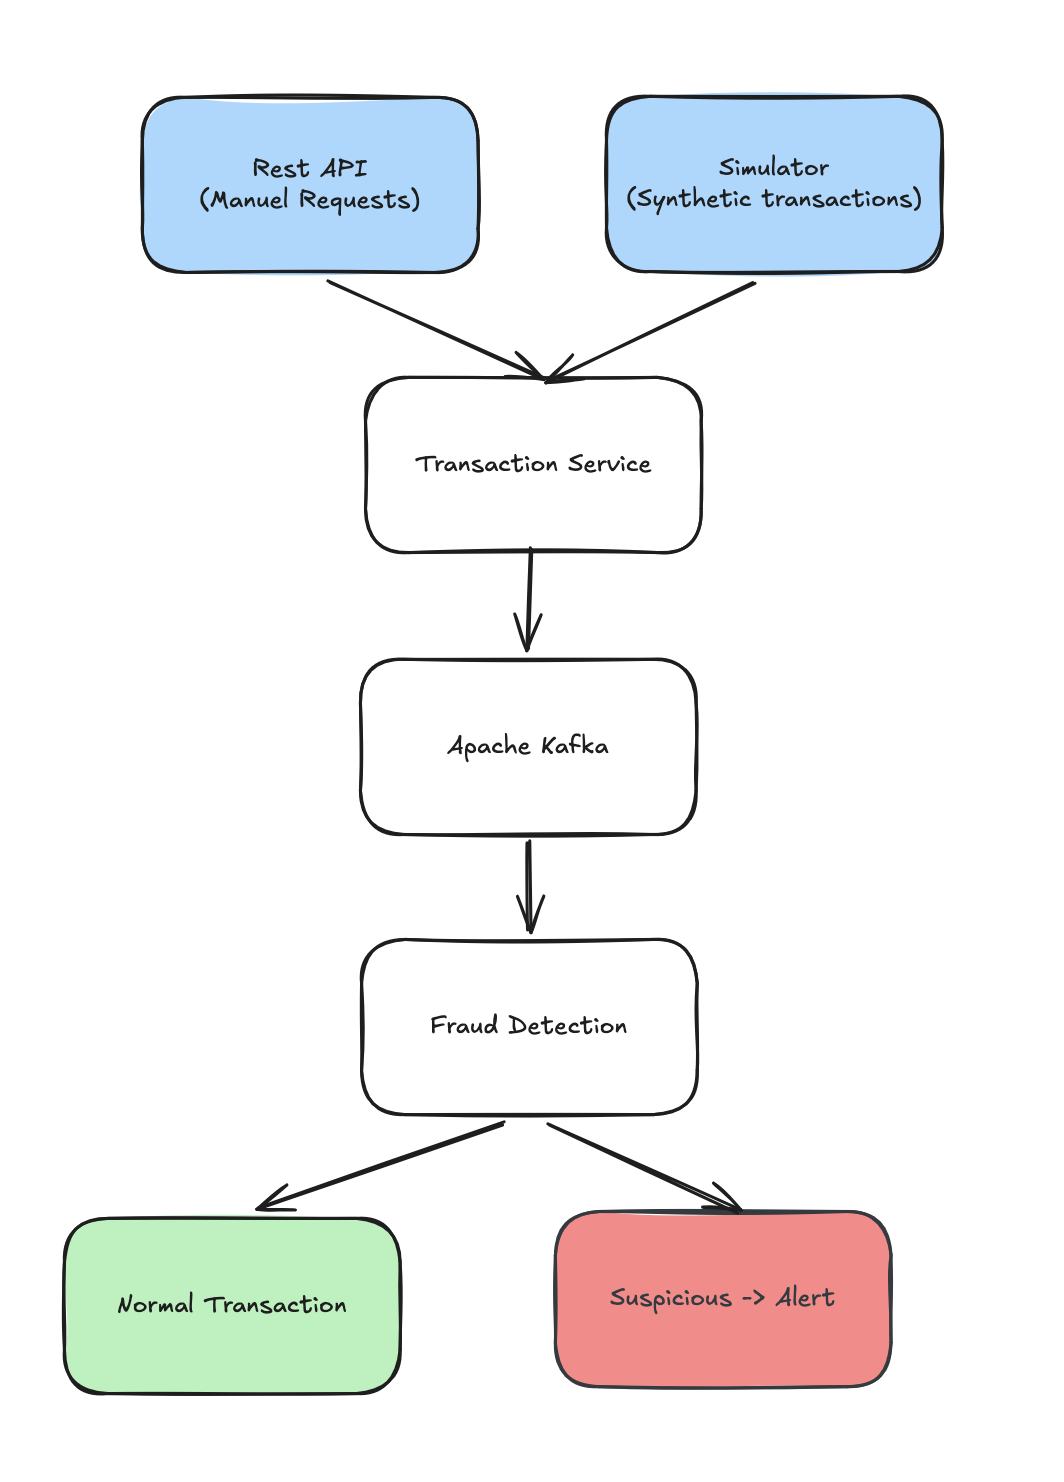 Rest API
(Manuel Requests)
Simulator
(Synthetic transactions)
Transaction Service
Apache Kafka
Fraud Detection
Normal Transaction
Suspicious -> Alert